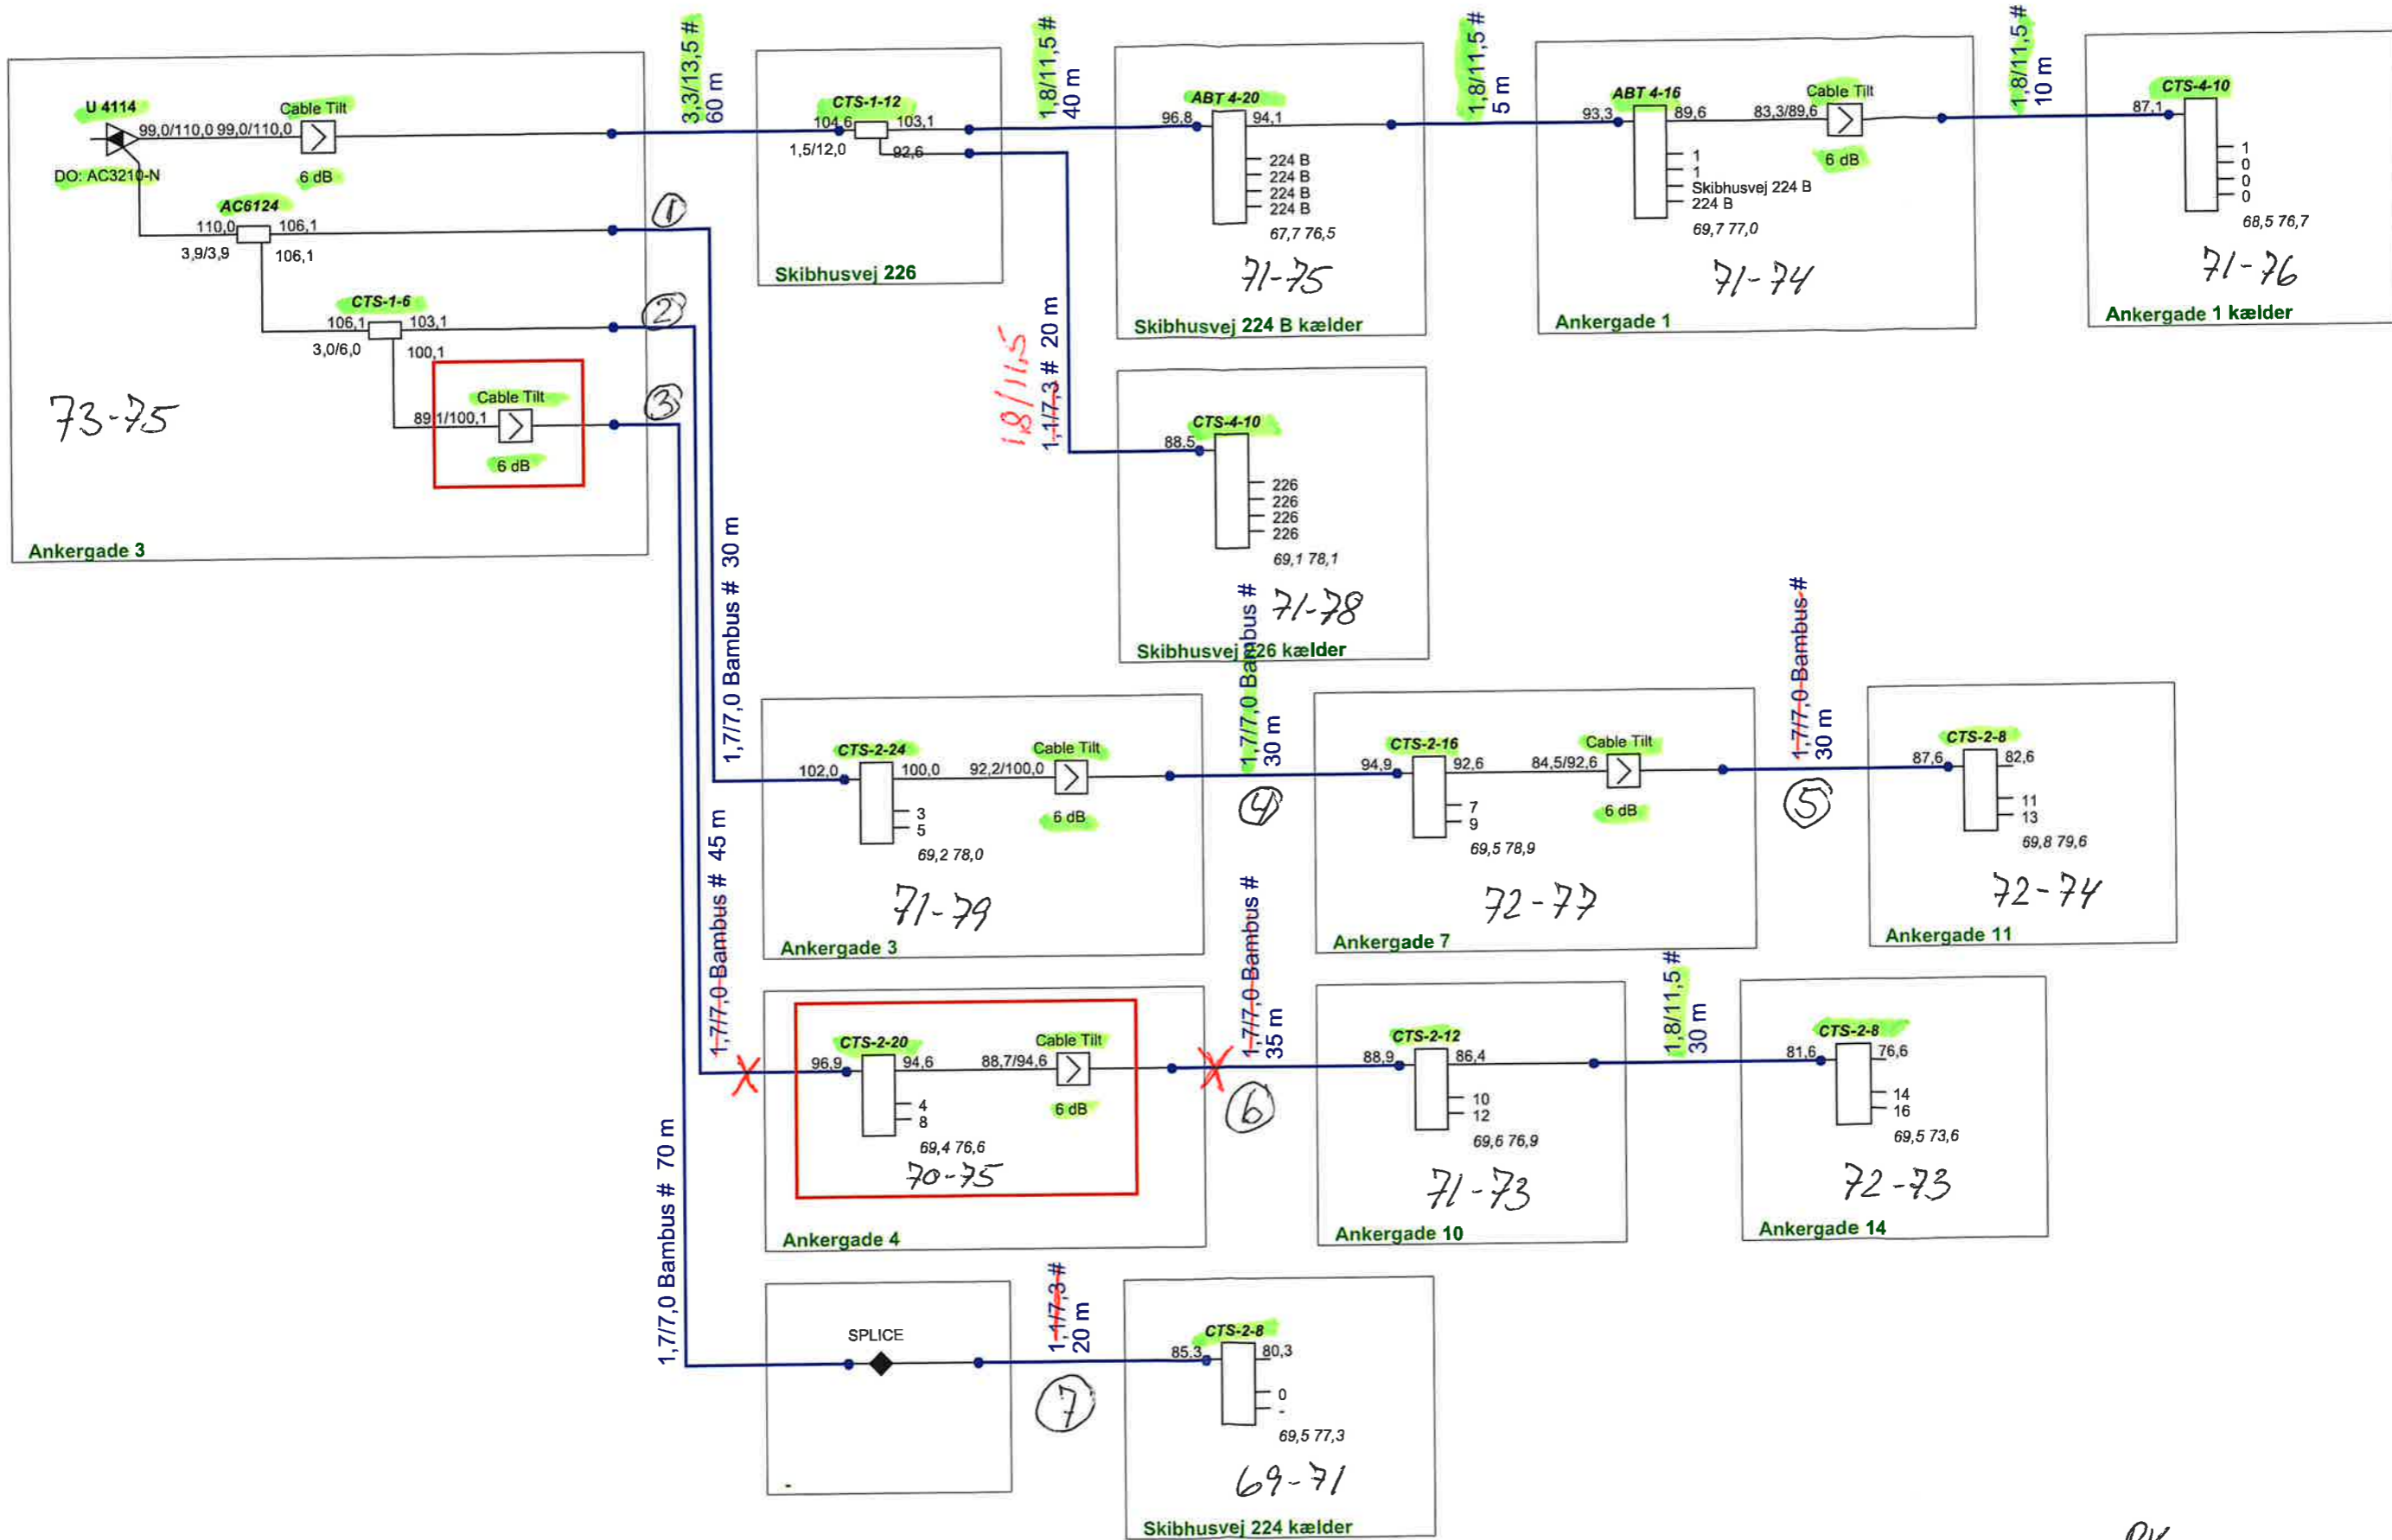 U 4114
99,0/110,0 99,0/110,0
Cable Tilt
6 dB
DO: AC3210-N
AC6124
110,0
106,1
3,9/3,9
106,1
CTS-1-6
106,1
103,1
3,0/6,0
100,1
Cable Tilt
89,1/100,1
6 dB
73-75
Ankergade 3
1
2
3
3,3/13,5 #
60 m
CTS-1-12
104,6
103,1
1,5/12,0
92,6
Skibhusvej 226
1,8/11,5 #
40 m
ABT 4-20
96,8
94,1
224 B
224 B
224 B
224 B
67,7 76,5
71-75
Skibhusvej 224 B kælder
1,8/11,5 #
5 m
ABT 4-16
93,3
89,6
83,3/89,6
Cable Tilt
6 dB
1
1
Skibhusvej 224 B
224 B
69,7 77,0
71-74
Ankergade 1
1,8/11,5 #
10 m
CTS-4-10
87,1
1
0
0
0
68,5 76,7
71-76
Ankergade 1 kælder
1,8/11,5
1,1/7,3 # 20 m
CTS-4-10
88,5
226
226
226
226
69,1 78,1
71-78
Skibhusvej 226 kælder
1,7/7,0 Bambus # 30 m
CTS-2-24
102,0
100,0
92,2/100,0
Cable Tilt
6 dB
3
5
69,2 78,0
71-79
Ankergade 3
1,7/7,0 Bambus #
30 m
4
CTS-2-16
94,9
92,6
84,5/92,6
Cable Tilt
6 dB
7
9
69,5 78,9
72-77
Ankergade 7
1,7/7,0 Bambus #
30 m
5
CTS-2-8
87,6
82,6
11
13
69,8 79,6
72-74
Ankergade 11
1,7/7,0 Bambus # 45 m
X
CTS-2-20
96,9
94,6
88,7/94,6
Cable Tilt
6 dB
4
8
69,4 76,6
70-75
Ankergade 4
X
1,7/7,0 Bambus #
35 m
6
CTS-2-12
88,9
86,4
10
12
69,6 76,9
71-73
Ankergade 10
1,8/11,5 #
30 m
CTS-2-8
81,6
76,6
14
16
69,5 73,6
72-73
Ankergade 14
1,7/7,0 Bambus # 70 m
SPLICE
-
1,1/7,3 #
20 m
7
CTS-2-8
85,3
80,3
0
-
69,5 77,3
69-71
Skibhusvej 224 kælder